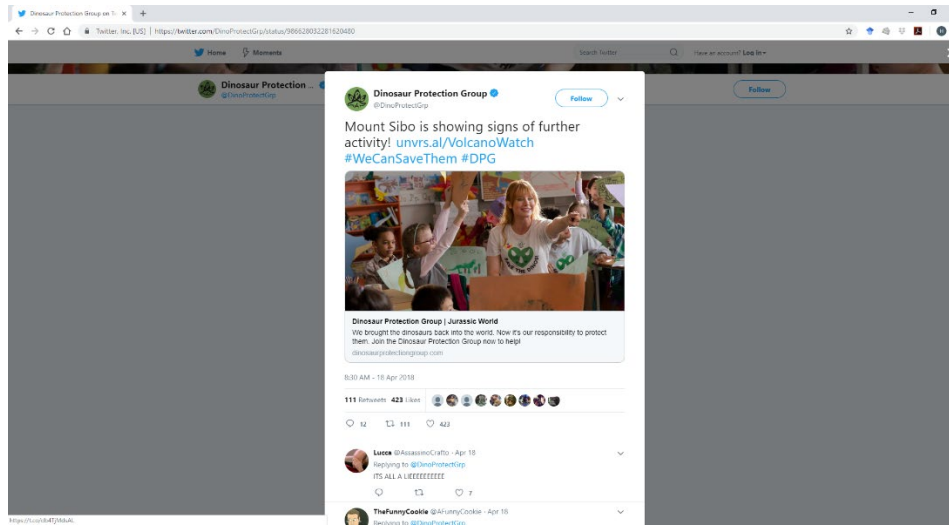 Dinosaur Protection Group on Tw
Twitter, Inc. [US] | https://twitter.com/DinoProtectGrp/status/986628032281620480
Home Moments Search Twitter Have an account? Log in
Dinosaur Protection ..
@DinoProtectGrp
Follow
Dinosaur Protection Group
@DinoProtectGrp
Follow
Mount Sibo is showing signs of further
activity! unvrs.al/VolcanoWatch
#WeCanSaveThem #DPG
SAVE THE DINOS
Dinosaur Protection Group | Jurassic World
We brought the dinosaurs back into the world. Now it's our responsibility to protect
them. Join the Dinosaur Protection Group now to help!
dinosaurprotectiongroup.com
8:30 AM - 18 Apr 2018
111 Retweets 423 Likes
12 111 423
Lucca @AssassinoCrafto - Apr 18
Replying to @DinoProtectGrp
ITS ALL A LIEEEEEEEEEE
7
TheFunnyCookie @AFunnyCookie - Apr 18
Replying to @DinoProtectGrp